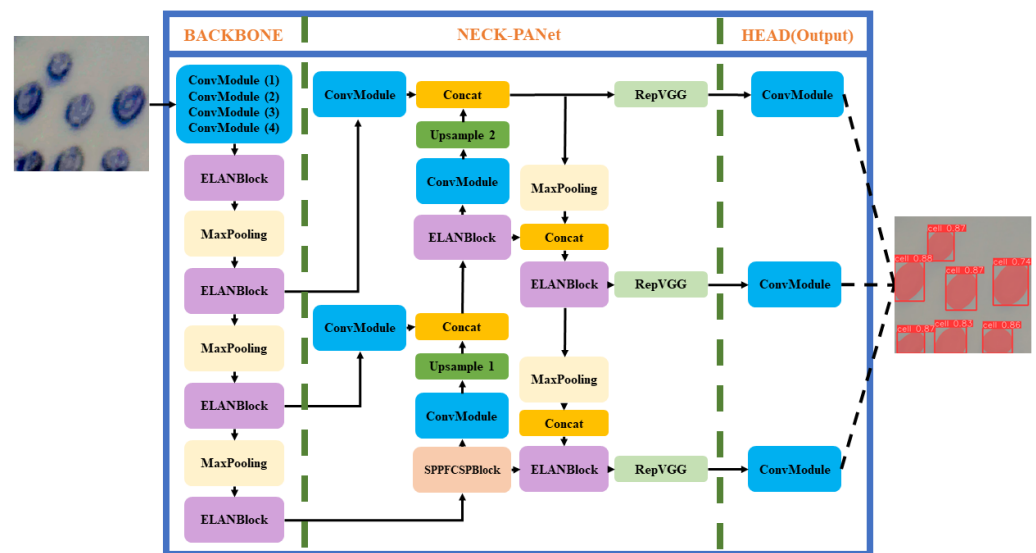 BACKBONE
NECK-PANet
HEAD(Output)
ConvModule (1)
ConvModule (2)
ConvModule (3)
ConvModule (4)
ELANBlock
MaxPooling
ELANBlock
MaxPooling
ELANBlock
MaxPooling
ELANBlock
ConvModule
Concat
Upsample 2
ConvModule
ELANBlock
ConvModule
Concat
Upsample 1
ConvModule
SPPFCSPBlock
MaxPooling
Concat
ELANBlock
MaxPooling
Concat
ELANBlock
RepVGG
RepVGG
RepVGG
ConvModule
ConvModule
ConvModule
cell 0.87
cell 0.88
cell 0.87
cell 0.74
cell 0.87
cell 0.83
cell 0.86